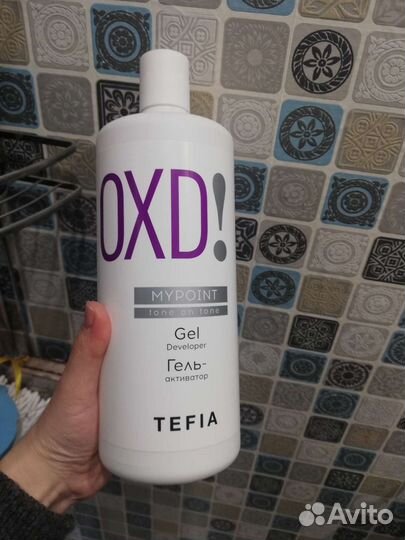 OXD!
MYPOINT
tone on tone
Gel
Developer
Гель-
активатор
TEFIA
Avito